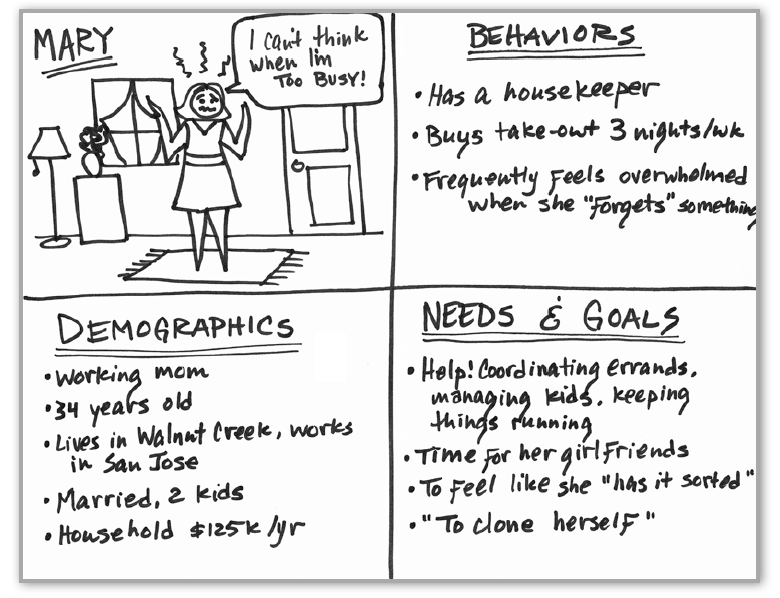 MARY
I can't think
when I'm
TOO BUSY!
BEHAVIORS
• Has a housekeeper
• Buys take-out 3 nights/wk
• Frequently feels overwhelmed
when she "forgets" something
DEMOGRAPHICS
• Working mom
• 34 years old
• Lives in Walnut Creek, works
in San Jose
• Married, 2 kids
• Household $125k/yr
NEEDS & GOALS
• Help! Coordinating errands,
managing kids, keeping
things running
• Time for her girlfriends
• To feel like she "has it sorted"
• "To clone herself"